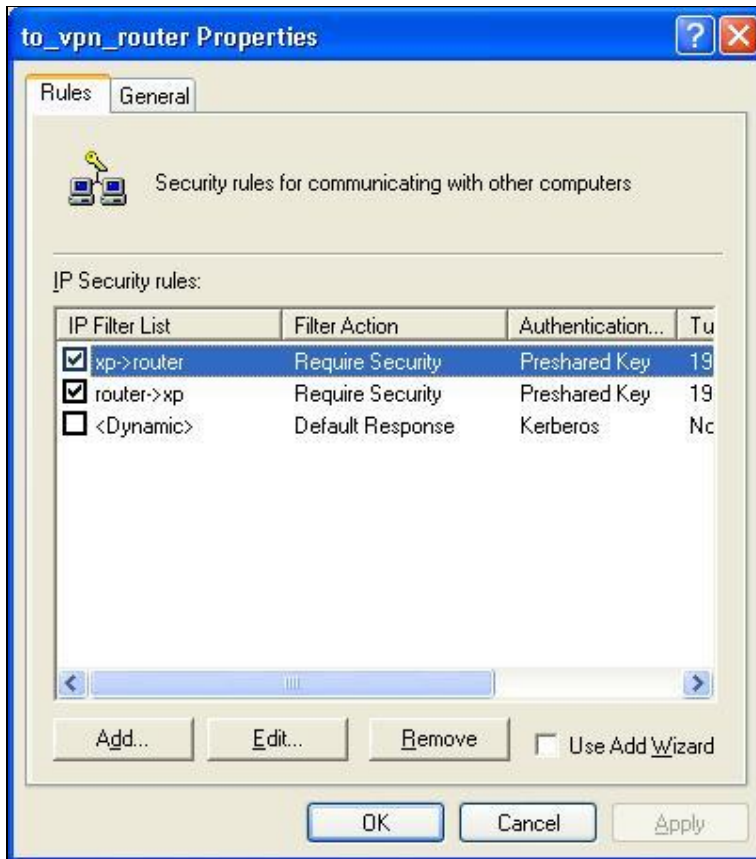 to_vpn_router Properties
Rules General
Security rules for communicating with other computers
IP Security rules:
IP Filter List Filter Action Authentication... Tu
xp->router Require Security Preshared Key 19
router->xp Require Security Preshared Key 19
<Dynamic> Default Response Kerberos No
Add... Edit... Remove Use Add Wizard
OK Cancel Apply